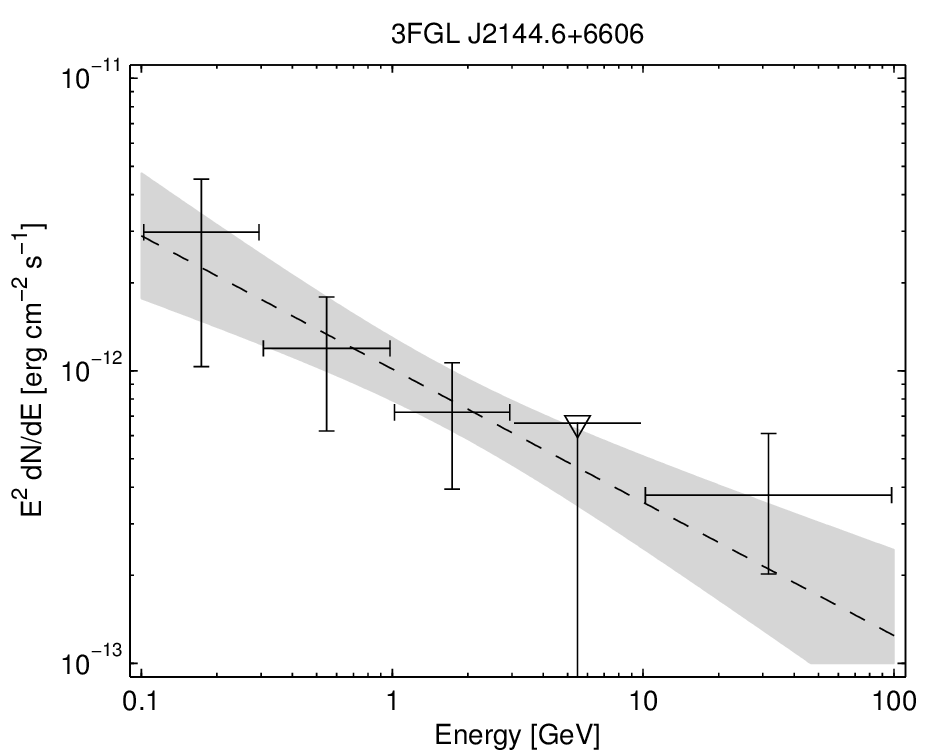 3FGL J2144.6+6606
10⁻¹¹
10⁻¹²
10⁻¹³
E² dN/dE [erg cm⁻² s⁻¹]
0.1 1 10 100
Energy [GeV]